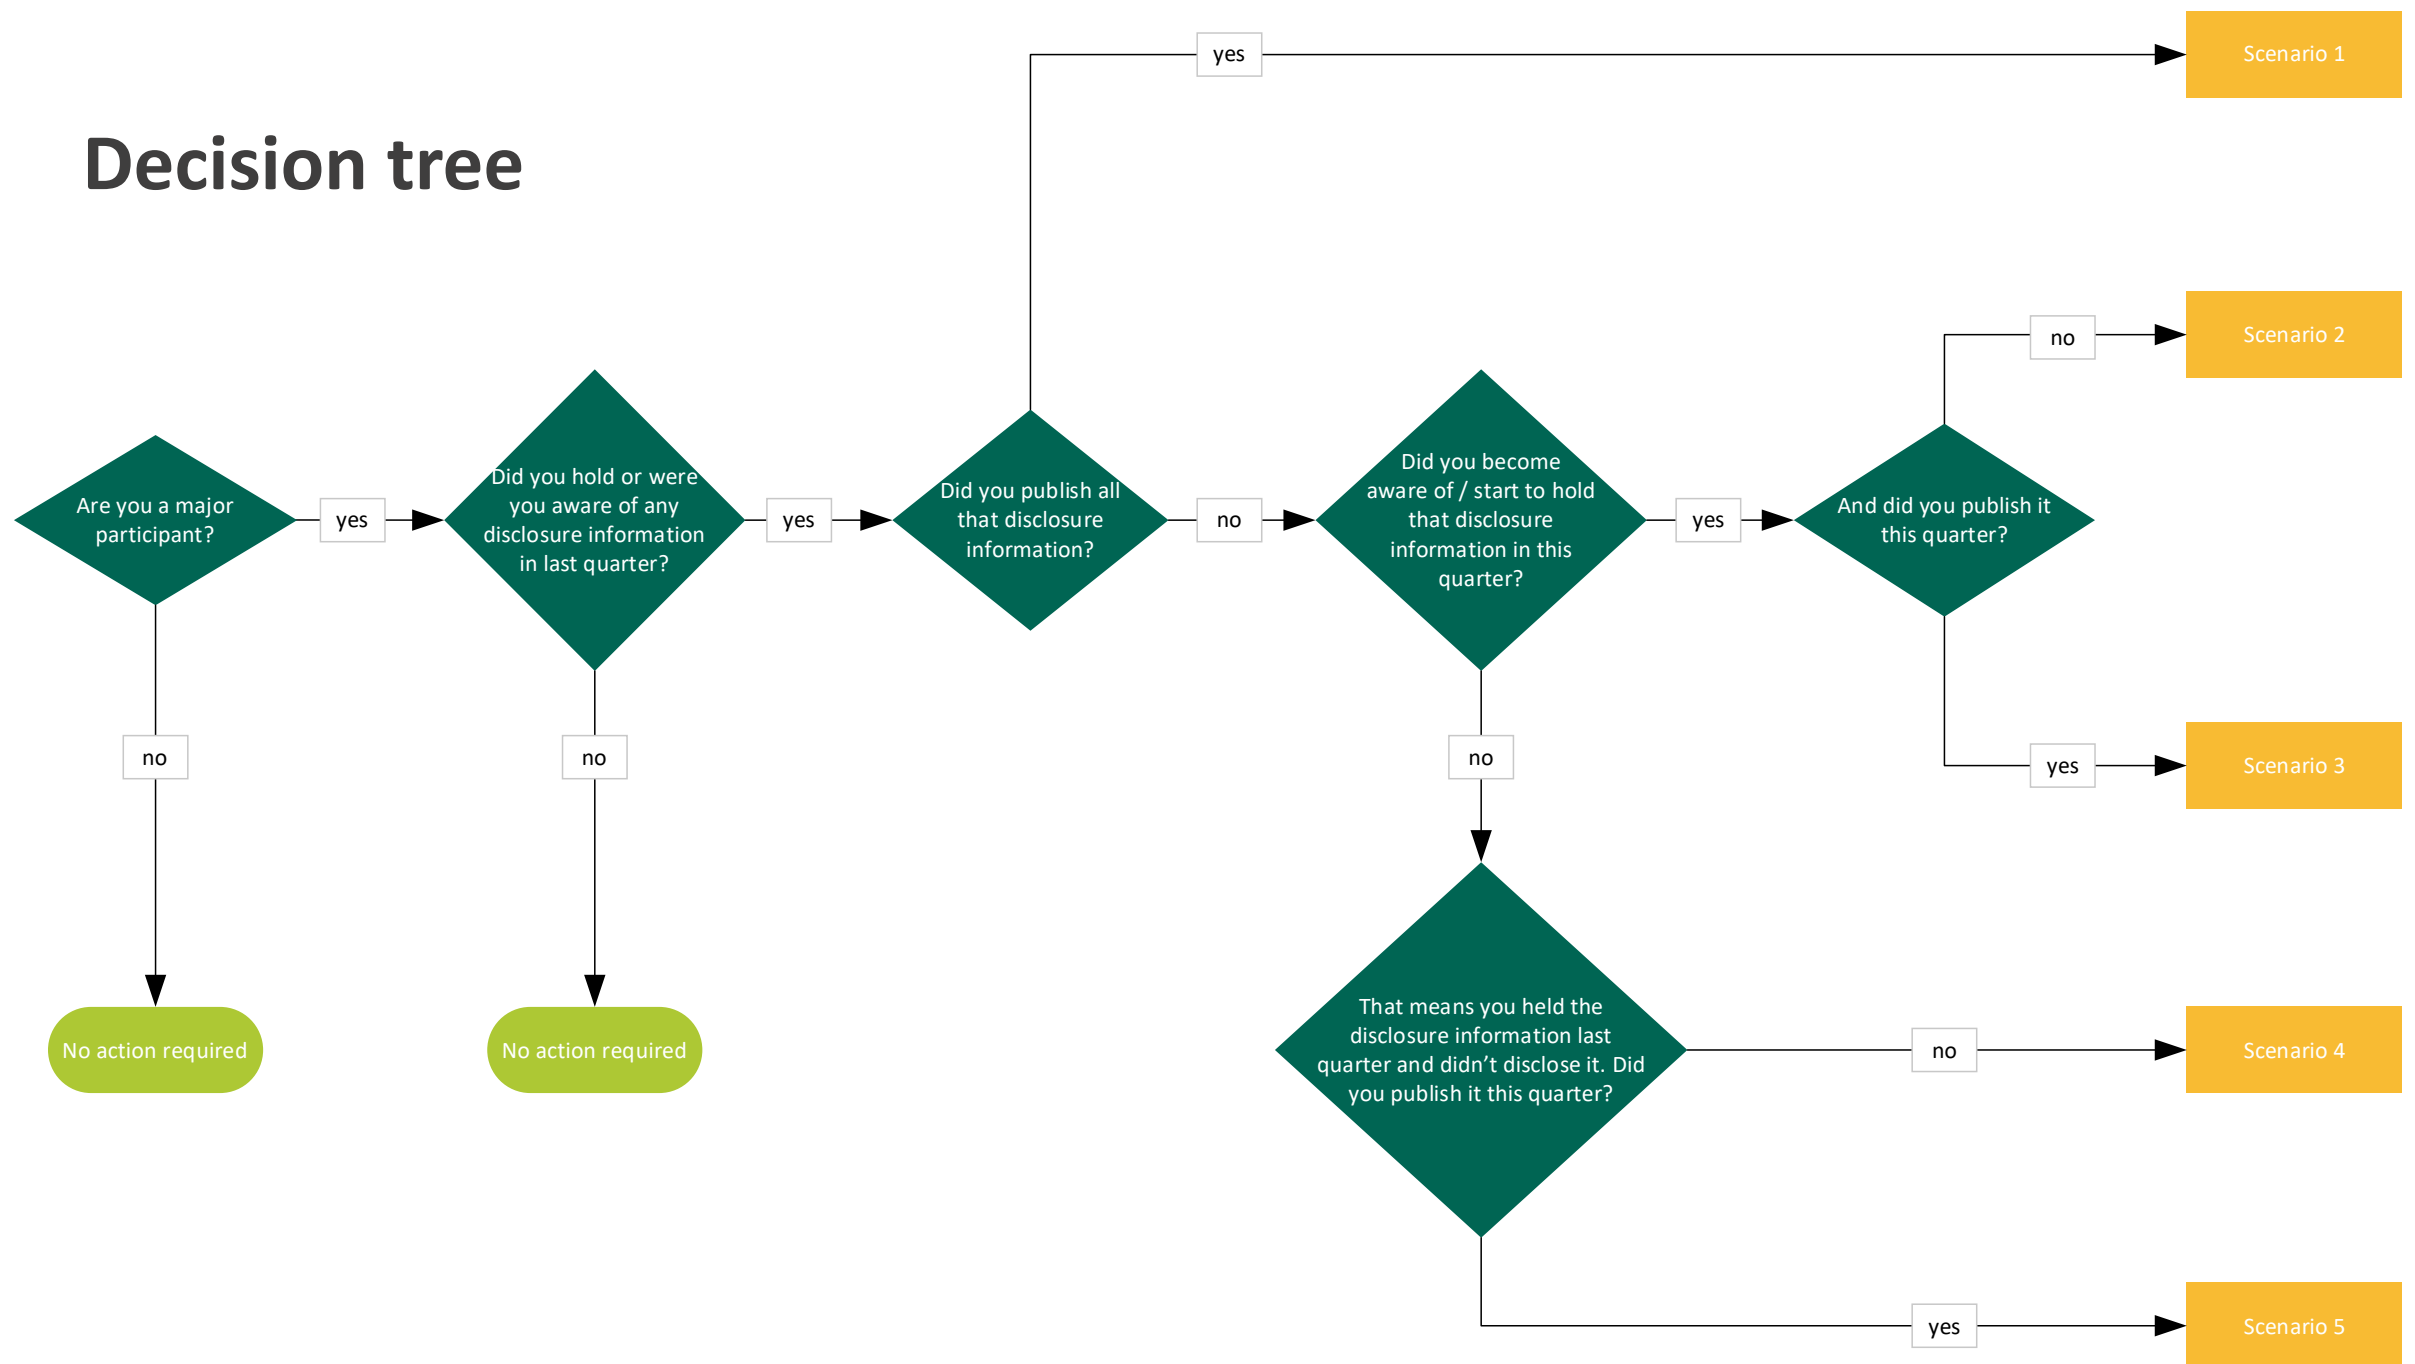 Decision tree
yes
Scenario 1
no
Scenario 2
Are you a major
participant?
yes
Did you hold or were
you aware of any
disclosure information
in last quarter?
yes
Did you publish all
that disclosure
information?
no
Did you become
aware of / start to hold
that disclosure
information in this
quarter?
yes
And did you publish it
this quarter?
no
no
no
yes
Scenario 3
No action required
No action required
That means you held the
disclosure information last
quarter and didn’t disclose it. Did
you publish it this quarter?
no
Scenario 4
yes
Scenario 5